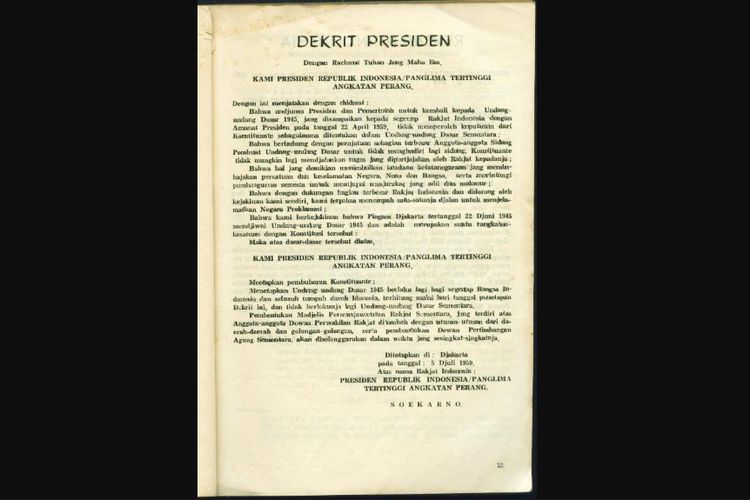 DEKRIT PRESIDEN
Dengan Rachmat Tuhan Jang Maha Esa,
KAMI PRESIDEN REPUBLIK INDONESIA/PANGLIMA TERTINGGI
ANGKATAN PERANG,
Dengan ini menjatakan dengan chidmat :
Bahwa andjuran Presiden dan Pemerintah untuk kembali kepada Undang-
undang Dasar 1945, jang disampaikan kepada segenap Rakjat Indonesia dengan
Amanat Presiden pada tanggal 22 April 1959, tidak memperoleh keputusan dari
Konstituante sebagaimana ditentukan dalam Undang-undang Dasar Sementara ;
Bahwa berhubung dengan pernjataan sebagian terbesar Anggota-anggota Sidang
Pembuat Undang-undang Dasar untuk tidak menghadiri lagi sidang, Konstituante
tidak mungkin lagi menjelesaikan tugas jang dipertjajakan oleh Rakjat kepadanja ;
Bahwa hal jang demikian menimbulkan keadaan ketatanegaraan jang memba-
hajakan persatuan dan keselamatan Negara, Nusa dan Bangsa, serta merintangi
pembangunan semesta untuk mentjapai masjarakat jang adil dan makmur ;
Bahwa dengan dukungan bagian terbesar Rakjat Indonesia dan didorong oleh
kejakinan kami sendiri, kami terpaksa menempuh satu-satunja djalan untuk menjela-
matkan Negara Proklamasi ;
Bahwa kami berkejakinan bahwa Piagam Djakarta tertanggal 22 Djuni 1945
mendjiwai Undang-undang Dasar 1945 dan adalah merupakan suatu rangkaian-
kesatuan dengan Konstitusi tersebut :
Maka atas dasar-dasar tersebut diatas,
KAMI PRESIDEN REPUBLIK INDONESIA/PANGLIMA TERTINGGI
ANGKATAN PERANG,
Menetapkan pembubaran Konstituante ;
Menetapkan Undang-undang Dasar 1945 berlaku lagi bagi segenap Bangsa In-
donesia dan seluruh tumpah darah Indonesia, terhitung mulai hari tanggal penetapan
Dekrit ini, dan tidak berlakunja lagi Undang-undang Dasar Sementara.
Pembentukan Madjelis Permusjawaratan Rakjat Sementara, jang terdiri atas
Anggota-anggota Dewan Perwakilan Rakjat ditambah dengan utusan-utusan dari da-
erah-daerah dan golongan-golongan, serta pembentukan Dewan Pertimbangan
Agung Sementara, akan diselenggarakan dalam waktu jang sesingkat-singkatnja.
Ditetapkan di : Djakarta
pada tanggal : 5 Djuli 1959,
Atas nama Rakjat Indonesia ;
PRESIDEN REPUBLIK INDONESIA/PANGLIMA
TERTINGGI ANGKATAN PERANG,
SOEKARNO.